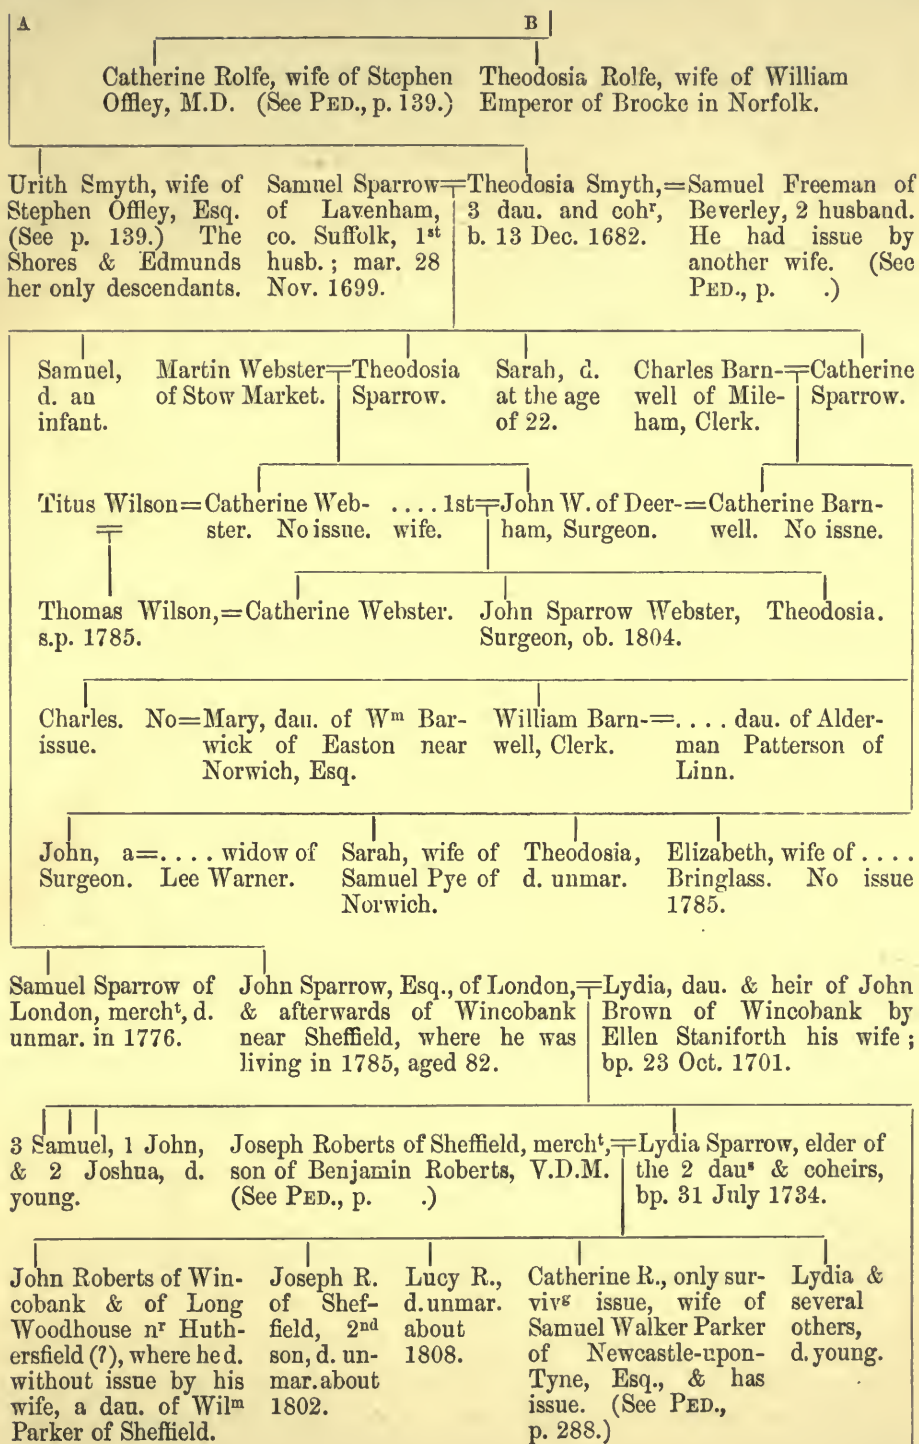 A B
Catherine Rolfe, wife of Stephen
Offley, M.D. (See PED., p. 139.)
Theodosia Rolfe, wife of William
Emperor of Brocke in Norfolk.
Urith Smyth, wife of
Stephen Offley, Esq.
(See p. 139.) The
Shores & Edmunds
her only descendants.
Samuel Sparrow=
of Lavenham,
co. Suffolk, 1st
husb.; mar. 28
Nov. 1699.
Theodosia Smyth,=
3 dau. and cohr,
b. 13 Dec. 1682.
Samuel Freeman of
Beverley, 2 husband.
He had issue by
another wife. (See
PED., p. .)
Samuel,
d. an
infant.
Martin Webster=
of Stow Market.
Theodosia
Sparrow.
Sarah, d.
at the age
of 22.
Charles Barn-=
well of Mile-
ham, Clerk.
Catherine
Sparrow.
Titus Wilson=
Catherine Web-
ster. No issue.
.... 1st=
wife.
John W. of Deer-=
ham, Surgeon.
Catherine Barn-
well. No issne.
Thomas Wilson,=
s.p. 1785.
Catherine Webster.
John Sparrow Webster,
Surgeon, ob. 1804.
Theodosia.
Charles. No=
issue.
Mary, dau. of Wm Bar-
wick of Easton near
Norwich, Esq.
William Barn-=
well, Clerk.
.... dau. of Alder-
man Patterson of
Linn.
John, a=
Surgeon.
.... widow of
Lee Warner.
Sarah, wife of
Samuel Pye of
Norwich.
Theodosia,
d. unmar.
Elizabeth, wife of ....
Bringlass. No issue
1785.
Samuel Sparrow of
London, mercht, d.
unmar. in 1776.
John Sparrow, Esq., of London,=
& afterwards of Wincobank
near Sheffield, where he was
living in 1785, aged 82.
Lydia, dau. & heir of John
Brown of Wincobank by
Ellen Staniforth his wife;
bp. 23 Oct. 1701.
3 Samuel, 1 John,
& 2 Joshua, d.
young.
Joseph Roberts of Sheffield, mercht,=
son of Benjamin Roberts, V.D.M.
(See PED., p. .)
Lydia Sparrow, elder of
the 2 daus & coheirs,
bp. 31 July 1734.
John Roberts of Win-
cobank & of Long
Woodhouse nr Huth-
ersfield (?), where he d.
without issue by his
wife, a dau. of Wilm
Parker of Sheffield.
Joseph R.
of Shef-
field, 2nd
son, d. un-
mar. about
1802.
Lucy R.,
d. unmar.
about
1808.
Catherine R., only sur-
vivg issue, wife of
Samuel Walker Parker
of Newcastle-upon-
Tyne, Esq., & has
issue. (See PED.,
p. 288.)
Lydia &
several
others,
d. young.